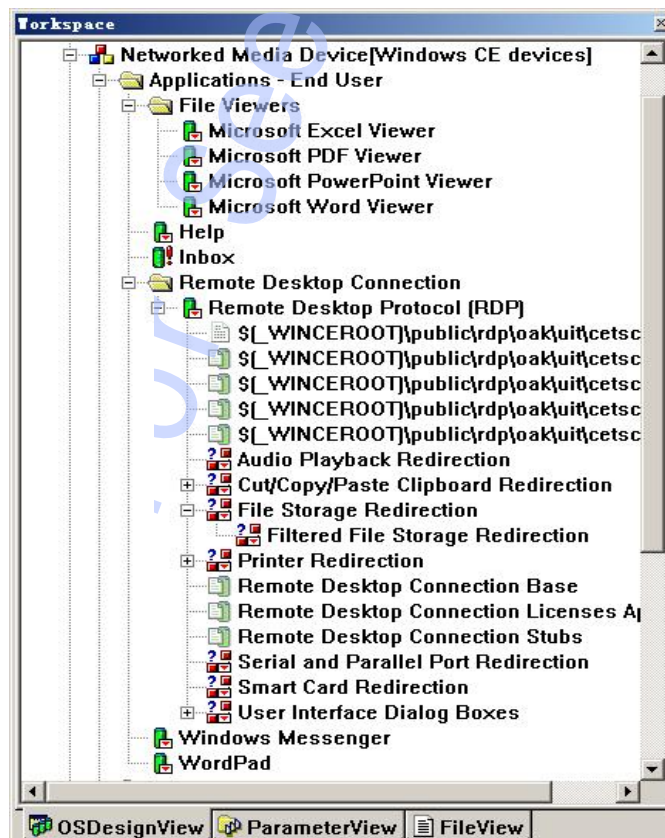 Workspace
Networked Media Device[Windows CE devices]
Applications - End User
File Viewers
Microsoft Excel Viewer
Microsoft PDF Viewer
Microsoft PowerPoint Viewer
Microsoft Word Viewer
Help
Inbox
Remote Desktop Connection
Remote Desktop Protocol (RDP)
$(_WINCEROOT)\public\rdp\oak\uit\cetsc
$(_WINCEROOT)\public\rdp\oak\uit\cetsc
$(_WINCEROOT)\public\rdp\oak\uit\cetsc
$(_WINCEROOT)\public\rdp\oak\uit\cetsc
$(_WINCEROOT)\public\rdp\oak\uit\cetsc
Audio Playback Redirection
Cut/Copy/Paste Clipboard Redirection
File Storage Redirection
Filtered File Storage Redirection
Printer Redirection
Remote Desktop Connection Base
Remote Desktop Connection Licenses A
Remote Desktop Connection Stubs
Serial and Parallel Port Redirection
Smart Card Redirection
User Interface Dialog Boxes
Windows Messenger
WordPad
OSDesignView ParameterView FileView